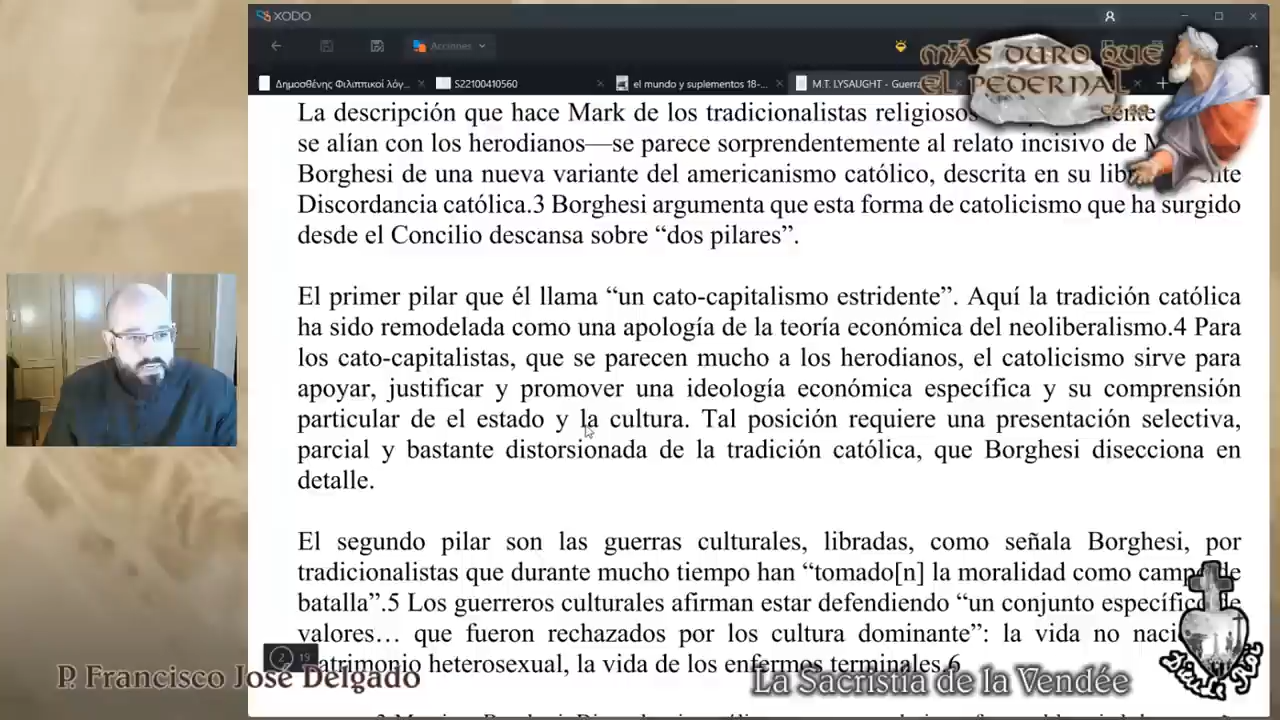 XODO
Acciones
MÁS DURO QUE
EL PEDERNAL
Δημοσθένης Φιλιππικοί λόγ...
S22100410560
el mundo y suplementos 18-...
M.T. LYSAUGHT - Guerra
La descripción que hace Mark de los tradicionalistas religiosos
se alían con los herodianos—se parece sorprendentemente al relato incisivo de
Borghesi de una nueva variante del americanismo católico, descrita en su
Discordancia católica.3 Borghesi argumenta que esta forma de catolicismo que ha surgido
desde el Concilio descansa sobre “dos pilares”.
El primer pilar que él llama “un cato-capitalismo estridente”. Aquí la tradición católica
ha sido remodelada como una apología de la teoría económica del neoliberalismo.4 Para
los cato-capitalistas, que se parecen mucho a los herodianos, el catolicismo sirve para
apoyar, justificar y promover una ideología económica específica y su comprensión
particular de el estado y la cultura. Tal posición requiere una presentación selectiva,
parcial y bastante distorsionada de la tradición católica, que Borghesi disecciona en
detalle.
El segundo pilar son las guerras culturales, libradas, como señala Borghesi, por
tradicionalistas que durante mucho tiempo han “tomado[n] la moralidad como campo de
batalla”.5 Los guerreros culturales afirman estar defendiendo “un conjunto específico de
valores… que fueron rechazados por los cultura dominante”: la vida no
matrimonio heterosexual, la vida de los enfermes terminales.6
2 19
P. Francisco José Delgado
La Sacristía de la Vendée